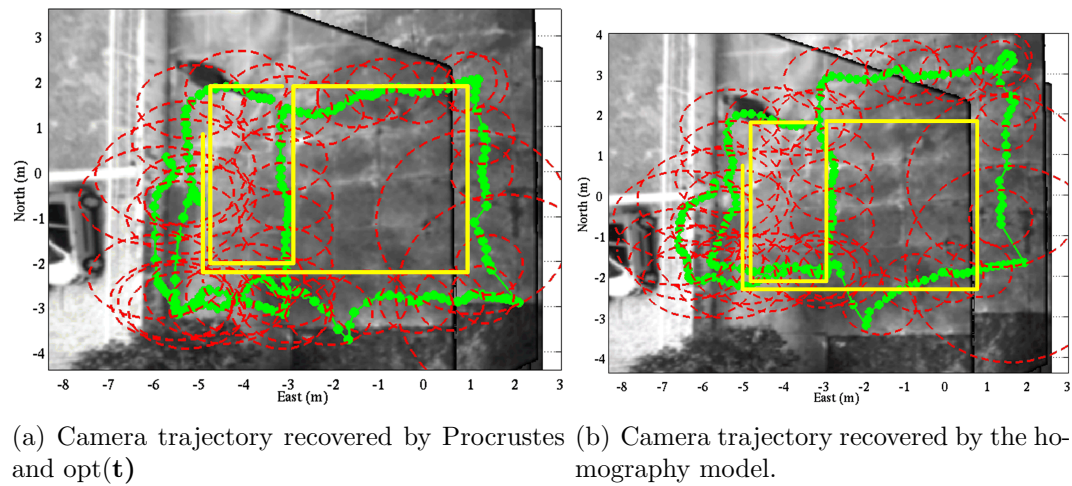 3
2
1
0
-1
-2
-3
-4
North (m)
-8 -7 -6 -5 -4 -3 -2 -1 0 1 2 3
East (m)
4
3
2
1
0
-1
-2
-3
-4
North (m)
-8 -7 -6 -5 -4 -3 -2 -1 0 1 2 3
East (m)
(a) Camera trajectory recovered by Procrustes
and opt(t)
(b) Camera trajectory recovered by the ho-
mography model.